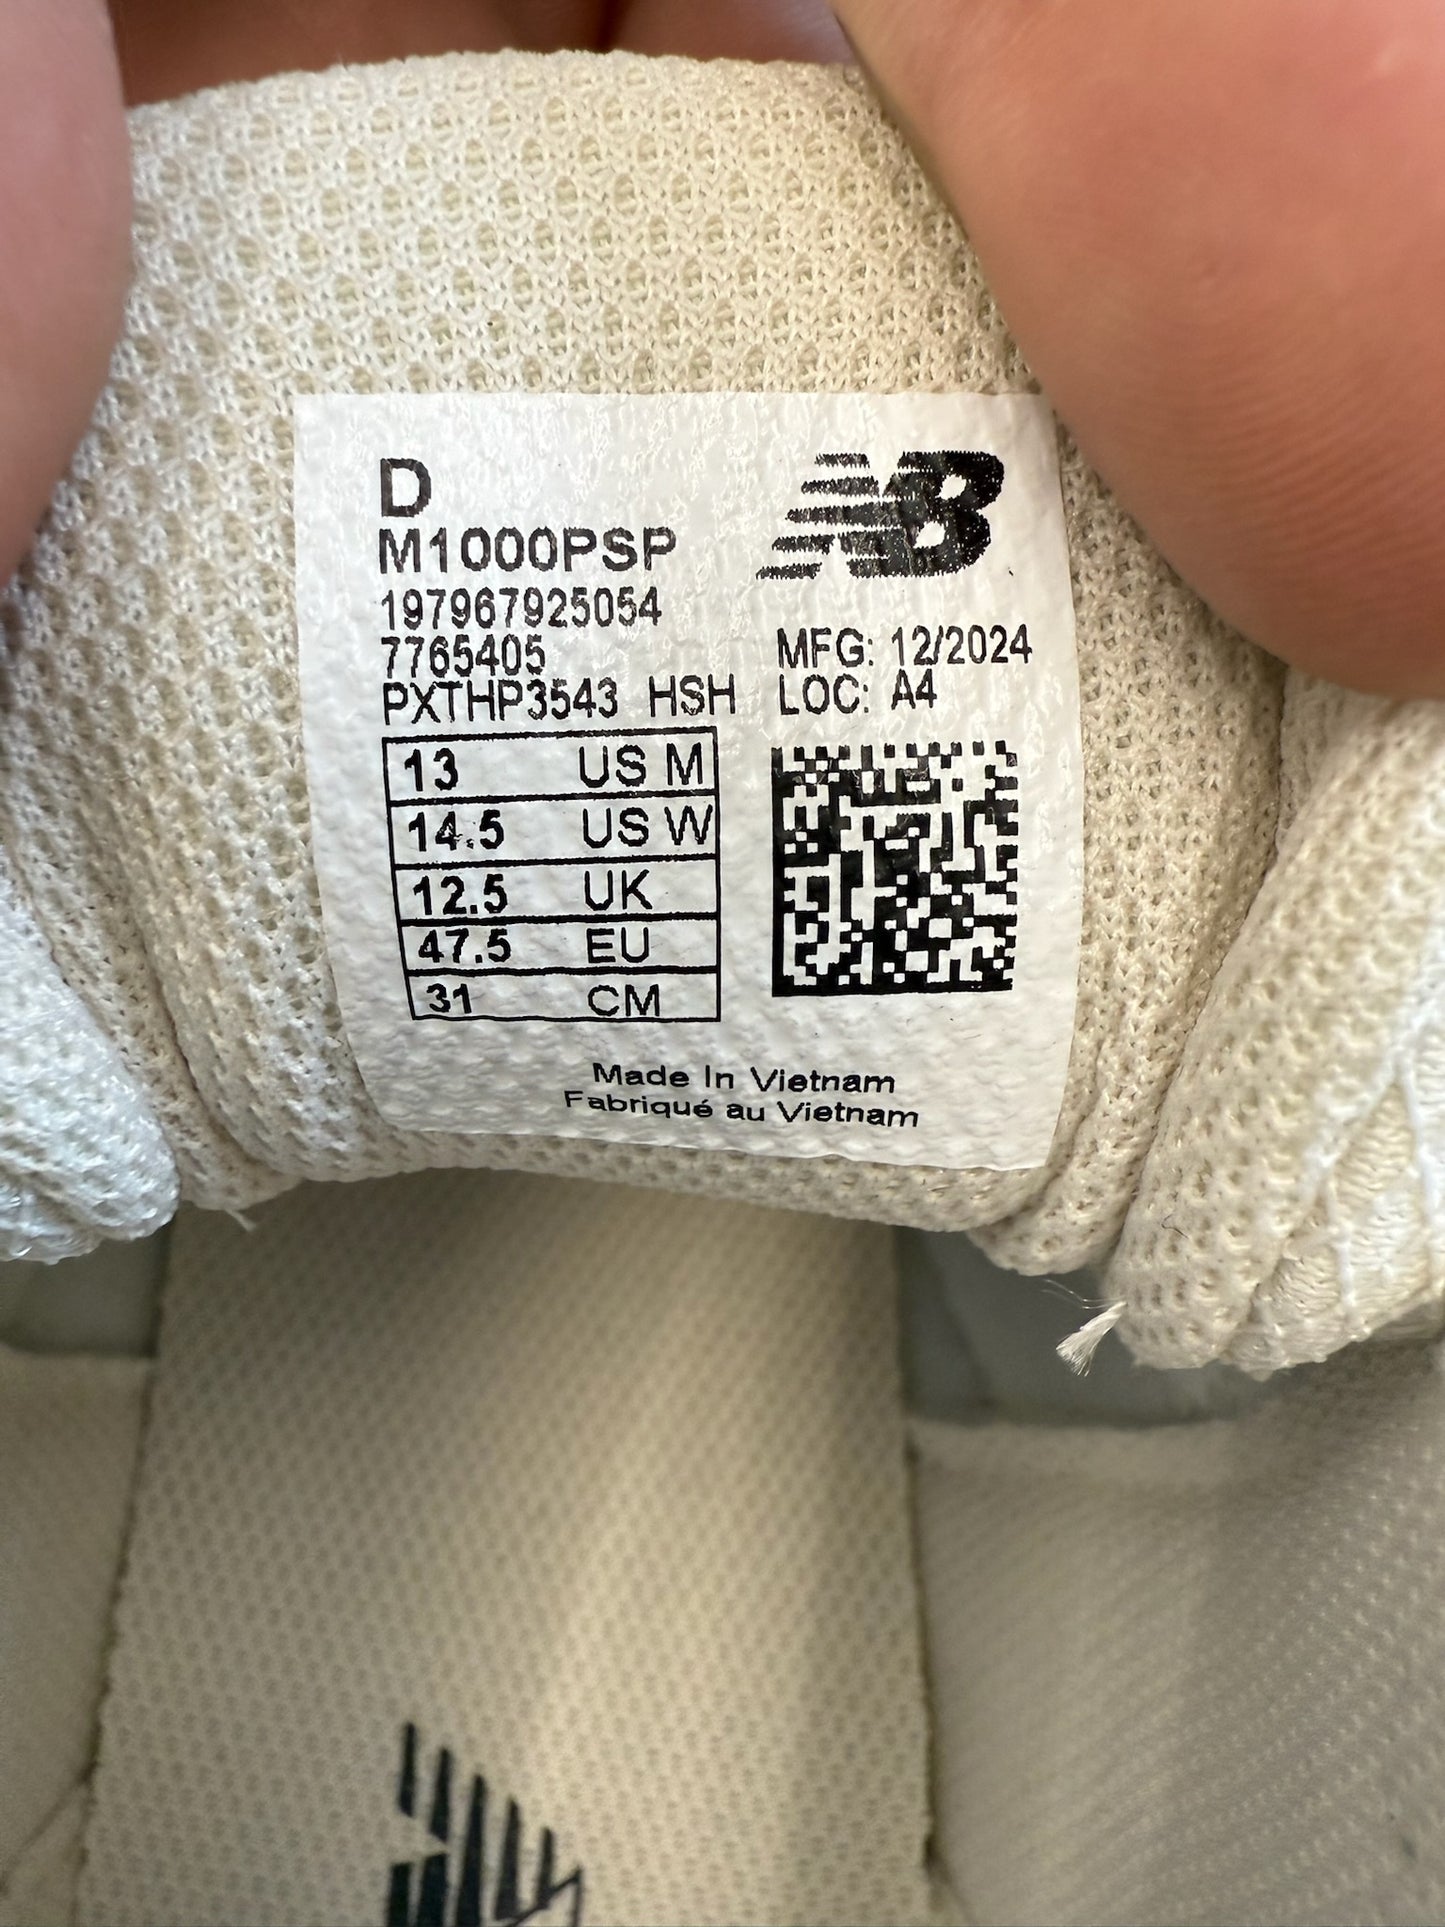 D
NB
M1000PSP
197967925054
7765405
PXTHP3543 HSH
MFG: 12/2024
LOC: A4
13 US M
14.5 US W
12.5 UK
47.5 EU
31 CM
Made In Vietnam
Fabriqué au Vietnam